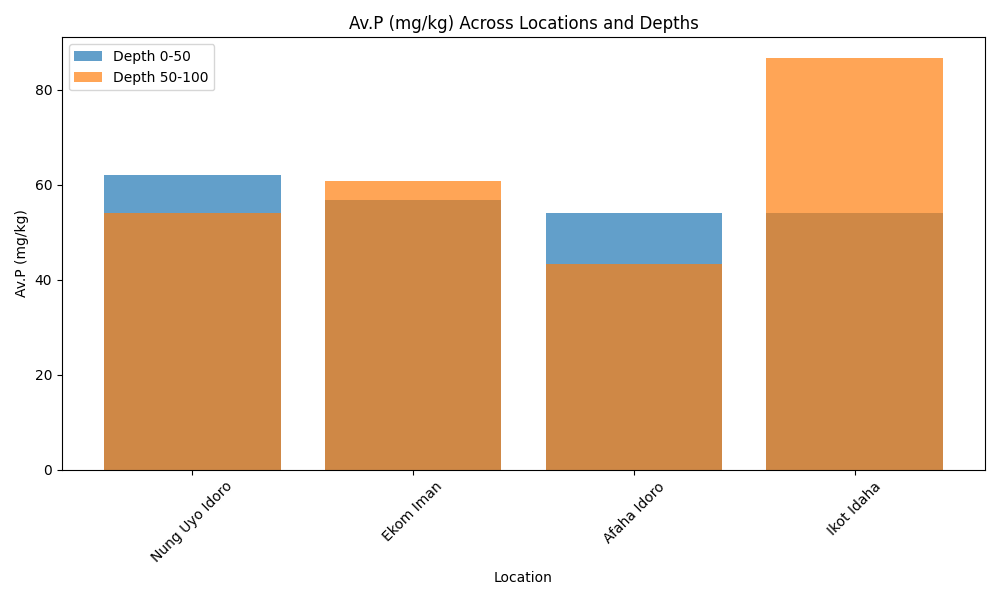 Av.P (mg/kg) Across Locations and Depths
Depth 0-50
Depth 50-100
Av.P (mg/kg)
80
60
40
20
0
Nung Uyo Idoro
Ekom Iman
Afaha Idoro
Ikot Idaha
Location